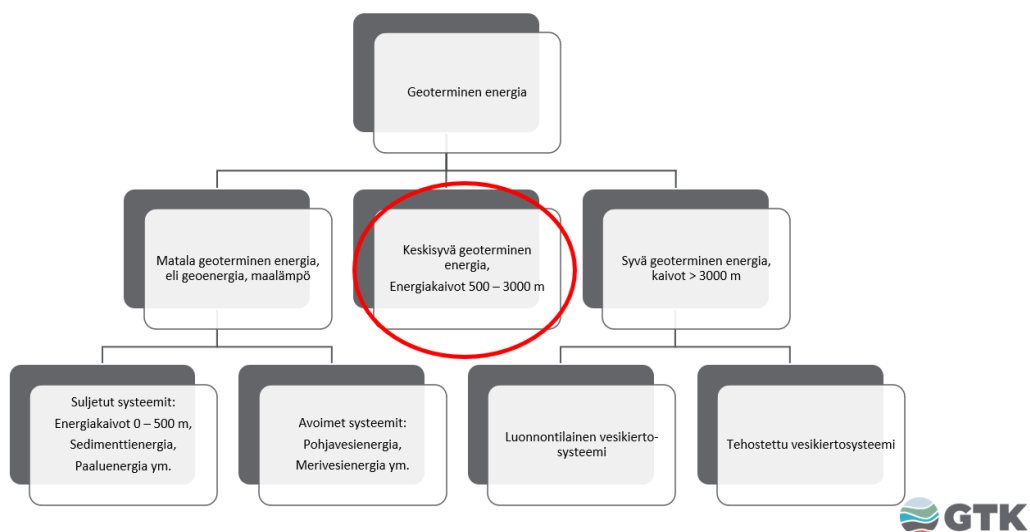 Geoterminen energia
Matala geoterminen energia,
eli geoenergia, maalämpö
Keskisyvä geoterminen
energia,
Energiakaivot 500 – 3000 m
Syvä geoterminen energia,
kaivot > 3000 m
Suljetut systeemit:
Energiakaivot 0 – 500 m,
Sedimenttienergia,
Paaluenergia ym.
Avoimet systeemit:
Pohjavesienergia,
Merivesienergia ym.
Luonnontilainen vesikierto-
systeemi
Tehostettu vesikiertosysteemi
GTK